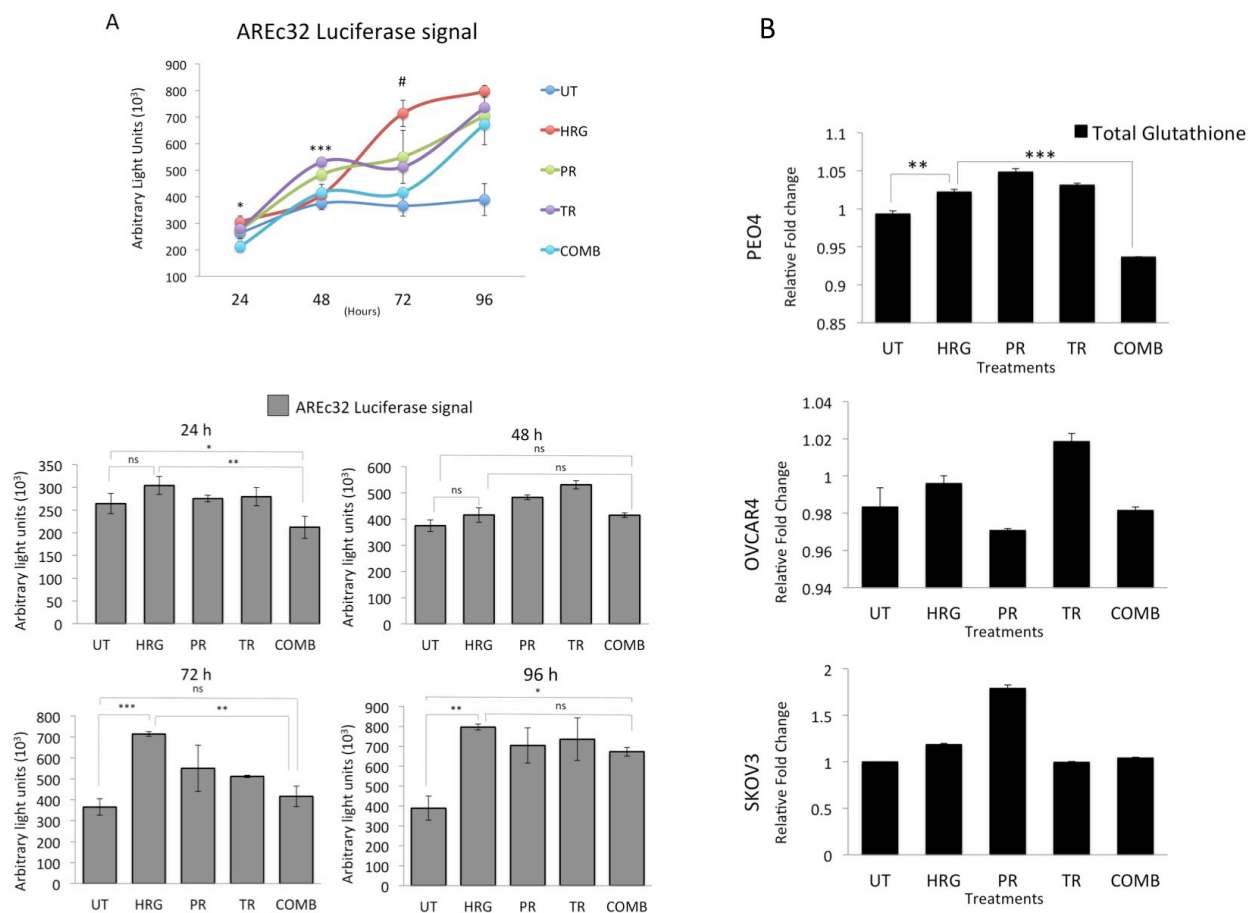 A
AREc32 Luciferase signal
Arbitrary Light Units (10³)
900
800
700
600
500
400
300
200
100
*
***
#
24
48
72
96
(Hours)
UT
HRG
PR
TR
COMB
AREc32 Luciferase signal
24 h
Arbitrary light units (10³)
350
300
250
200
150
100
50
0
*
ns
**
UT HRG PR TR COMB
48 h
Arbitrary light units (10³)
600
500
400
300
200
100
0
ns
ns
ns
UT HRG PR TR COMB
72 h
Arbitrary light units (10³)
800
700
600
500
400
300
200
100
0
ns
***
**
UT HRG PR TR COMB
96 h
Arbitrary light units (10³)
900
800
700
600
500
400
300
200
100
0
*
**
ns
UT HRG PR TR COMB
B
Total Glutathione
PEO4
Relative Fold change
1.1
1.05
1
0.95
0.9
0.85
**
***
UT HRG PR TR COMB
Treatments
OVCAR4
Relative Fold Change
1.04
1.02
1
0.98
0.96
0.94
UT HRG PR TR COMB
Treatments
SKOV3
Relative Fold Change
2
1.5
1
0.5
0
UT HRG PR TR COMB
Treatments